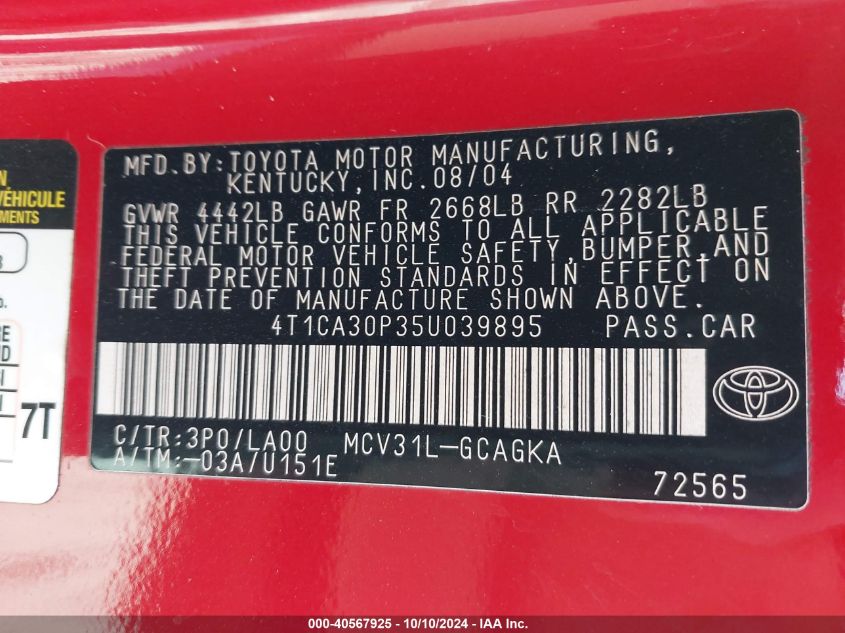 MFD.BY:TOYOTA MOTOR MANUFACTURING,
KENTUCKY,INC.08/04
GVWR 4442LB GAWR FR 2668LB RR 2282LB
THIS VEHICLE CONFORMS TO ALL APPLICABLE
FEDERAL MOTOR VEHICLE SAFETY,BUMPER,AND
THEFT PREVENTION STANDARDS IN EFFECT ON
THE DATE OF MANUFACTURE SHOWN ABOVE.
4T1CA30P35U039895 PASS.CAR
C/TR:3P0/LA00 MCV31L-GCAGKA
A/TM:-03A/U151E
72565
VÉHICULE
7T
000-40567925 - 10/10/2024 - IAA Inc.